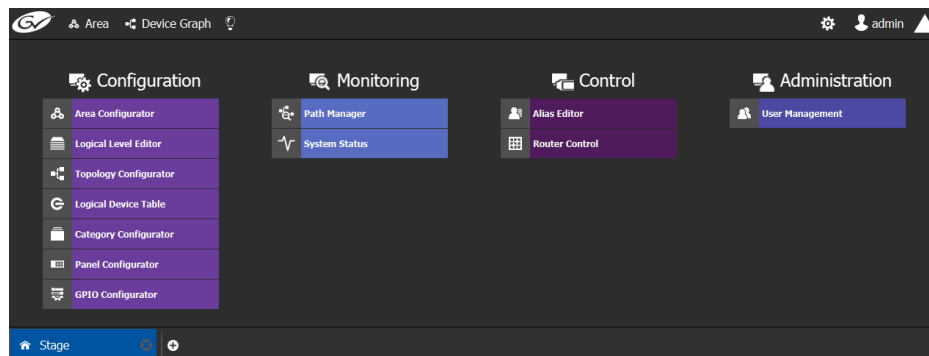 GV Area Device Graph admin
Configuration Monitoring Control Administration
Area Configurator Path Manager Alias Editor User Management
Logical Level Editor System Status Router Control
Topology Configurator
Logical Device Table
Category Configurator
Panel Configurator
GPIO Configurator
Stage